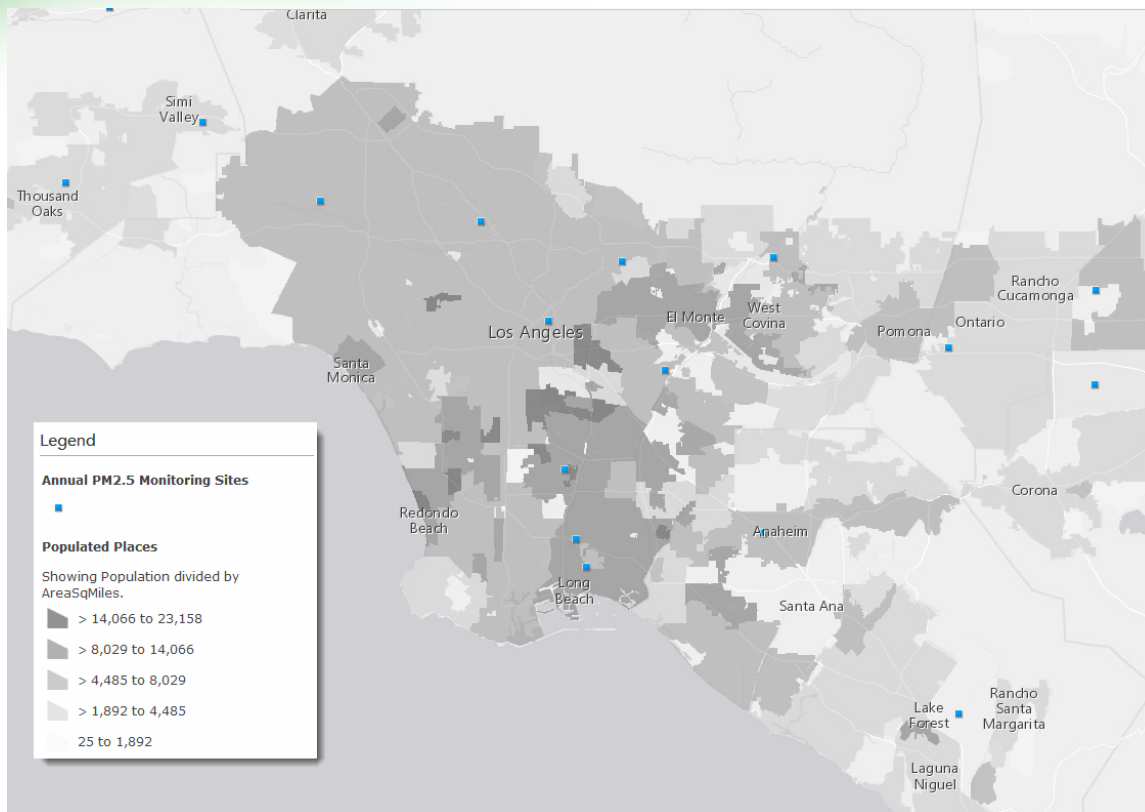 Clarita
Simi
Valley
Thousand
Oaks
Rancho
Cucamonga
West
Covina
El Monte
Ontario
Pomona
Los Angeles
Santa
Monica
Legend
Annual PM2.5 Monitoring Sites
Populated Places
Showing Population divided by
AreaSqMiles.
> 14,066 to 23,158
> 8,029 to 14,066
> 4,485 to 8,029
> 1,892 to 4,485
25 to 1,892
Corona
Redondo
Beach
Anaheim
Long
Beach
Santa Ana
Lake
Forest
Rancho
Santa
Margarita
Laguna
Niguel